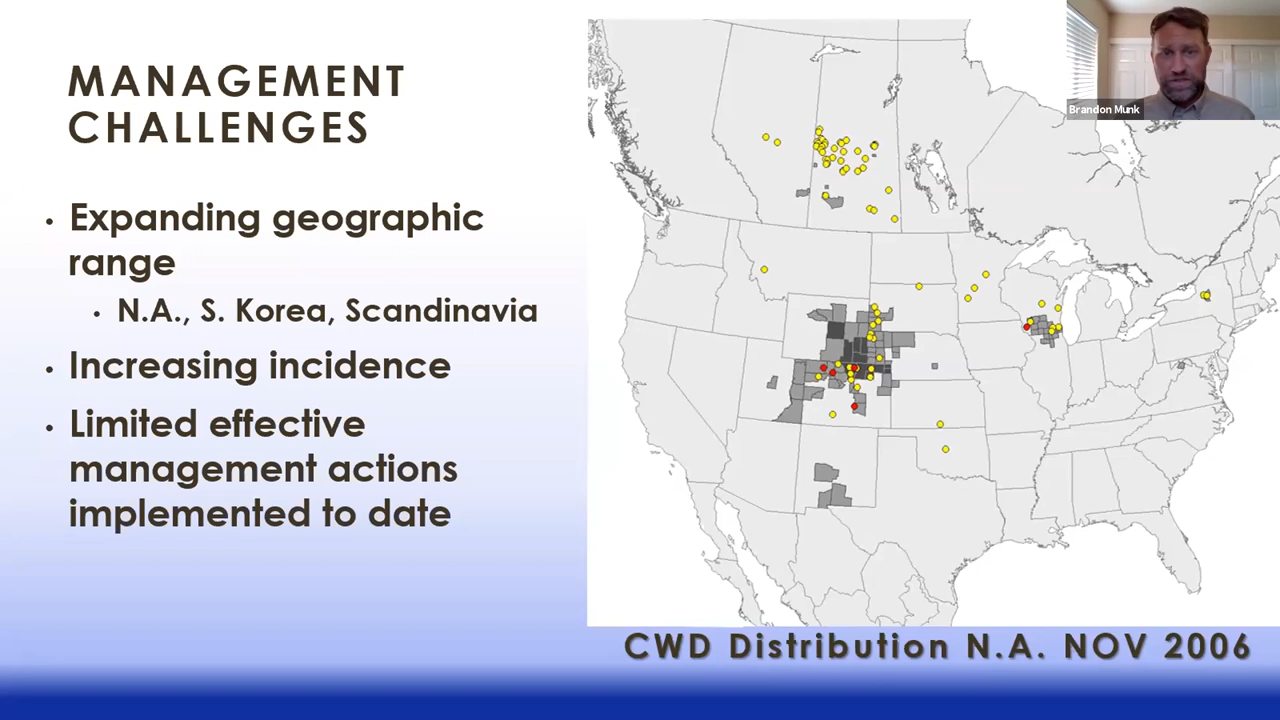 MANAGEMENT
CHALLENGES
• Expanding geographic
range
• N.A., S. Korea, Scandinavia
• Increasing incidence
• Limited effective
management actions
implemented to date
Brandon Munk
CWD Distribution N.A. NOV 2006